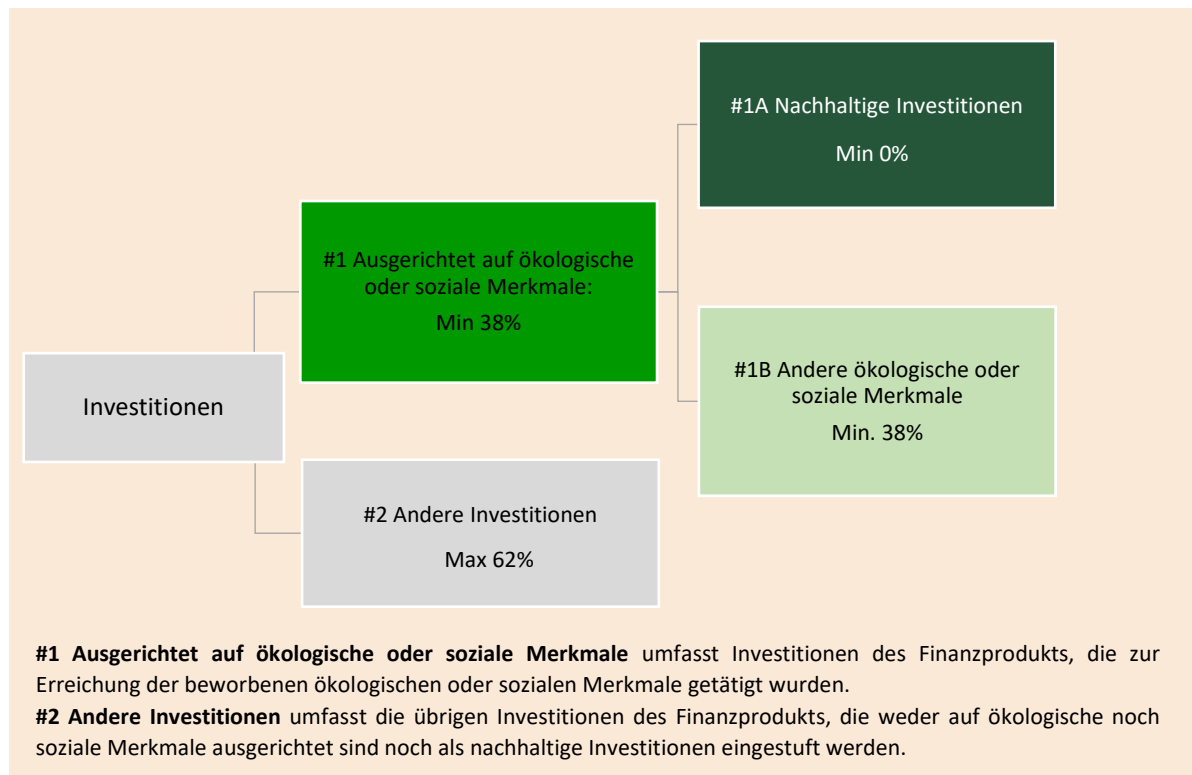 #1A Nachhaltige Investitionen
Min 0%
#1 Ausgerichtet auf ökologische
oder soziale Merkmale:
Min 38%
#1B Andere ökologische oder
soziale Merkmale
Min. 38%
Investitionen
#2 Andere Investitionen
Max 62%
#1 Ausgerichtet auf ökologische oder soziale Merkmale umfasst Investitionen des Finanzprodukts, die zur
Erreichung der beworbenen ökologischen oder sozialen Merkmale getätigt wurden.
#2 Andere Investitionen umfasst die übrigen Investitionen des Finanzprodukts, die weder auf ökologische noch
soziale Merkmale ausgerichtet sind noch als nachhaltige Investitionen eingestuft werden.